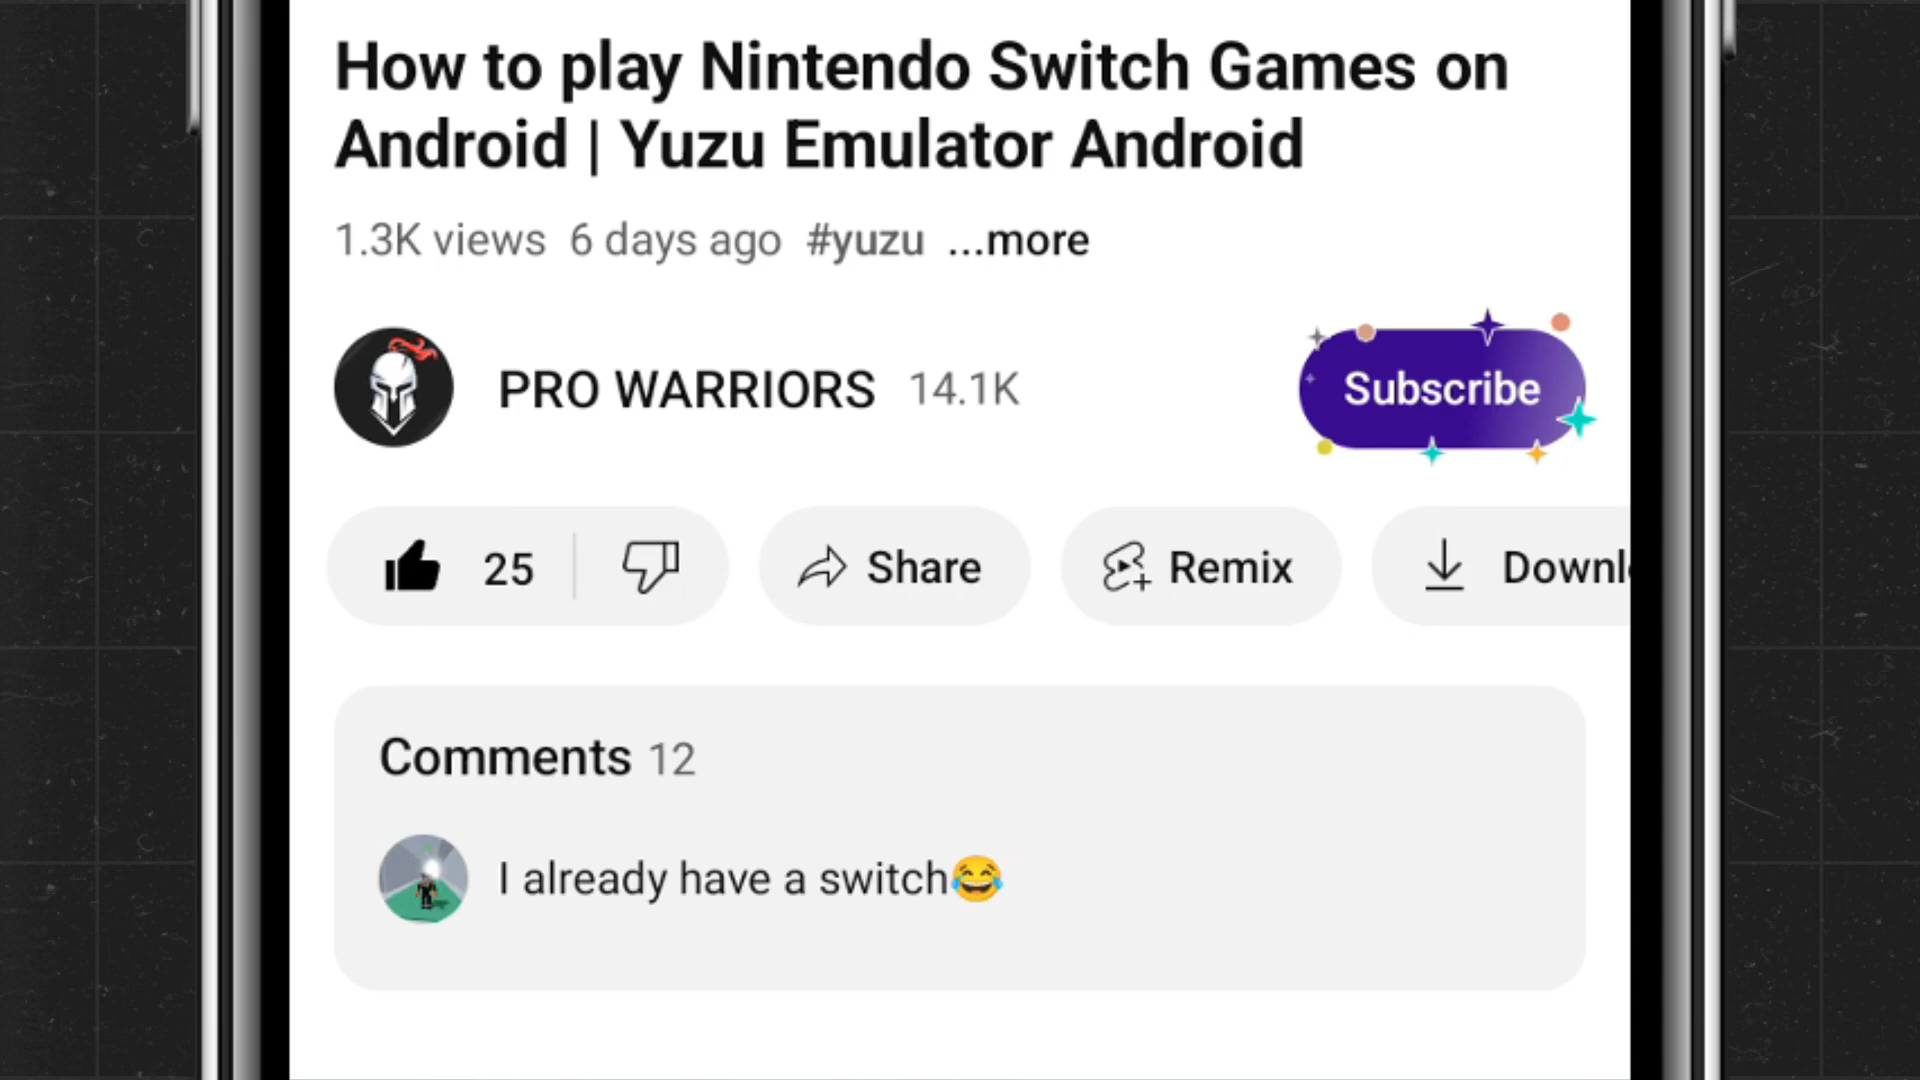 How to play Nintendo Switch Games on
Android | Yuzu Emulator Android
1.3K views 6 days ago #yuzu ...more
PRO WARRIORS 14.1K Subscribe
25 Share Remix Downl
Comments 12
I already have a switch😂